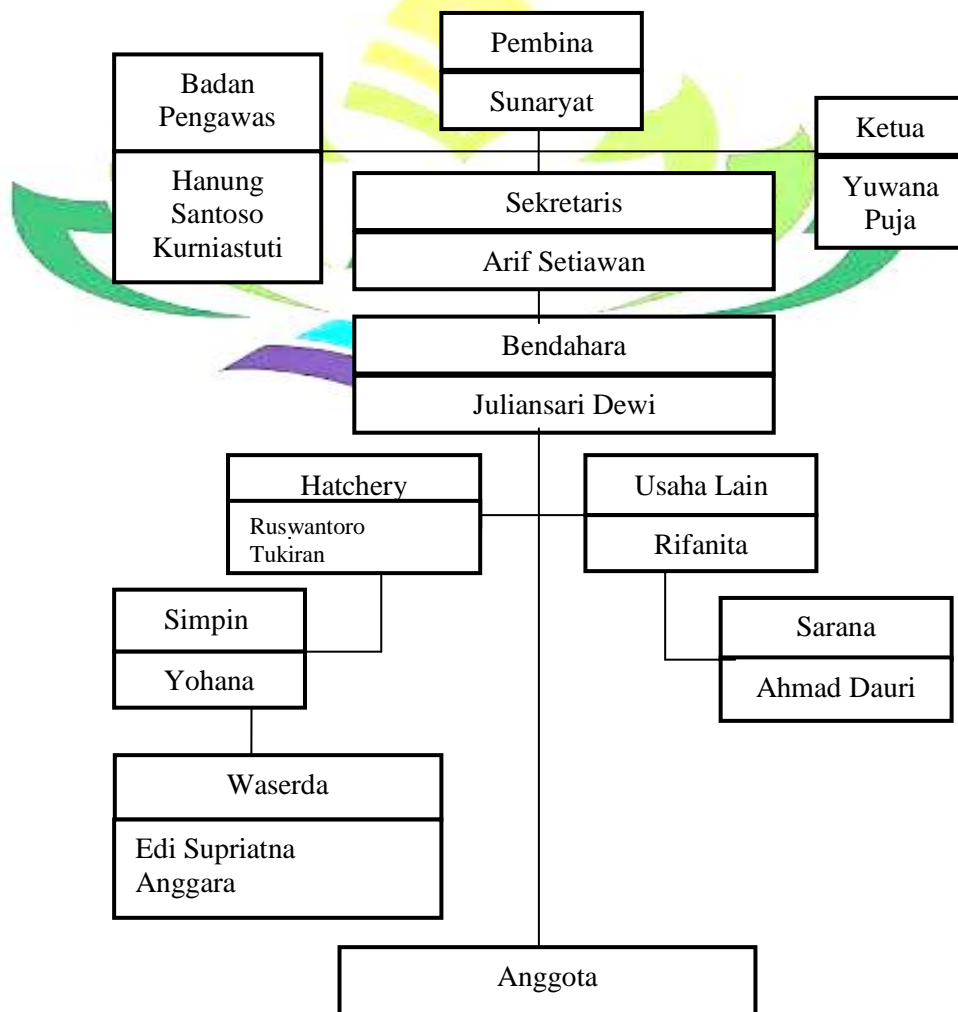 Pembina
Sunaryat
Badan
Pengawas
Hanung
Santoso
Kurniastuti
Ketua
Yuwana
Puja
Sekretaris
Arif Setiawan
Bendahara
Juliansari Dewi
Hatchery
Ruswantoro
Tukiran
Usaha Lain
Rifanita
Simpin
Yohana
Sarana
Ahmad Dauri
Waserda
Edi Supriatna
Anggara
Anggota